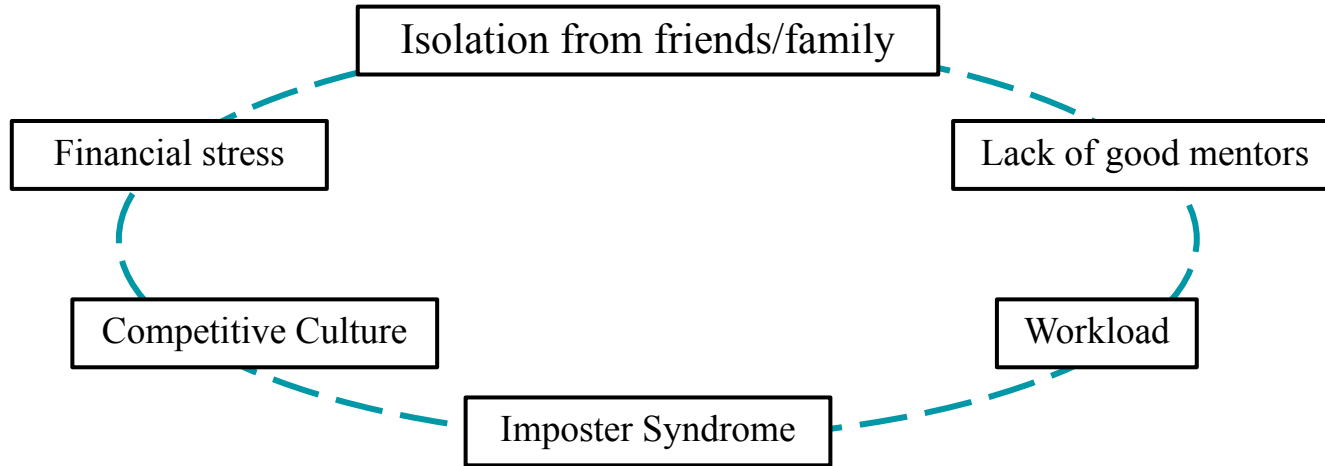 Isolation from friends/family
Financial stress
Lack of good mentors
Competitive Culture
Workload
Imposter Syndrome